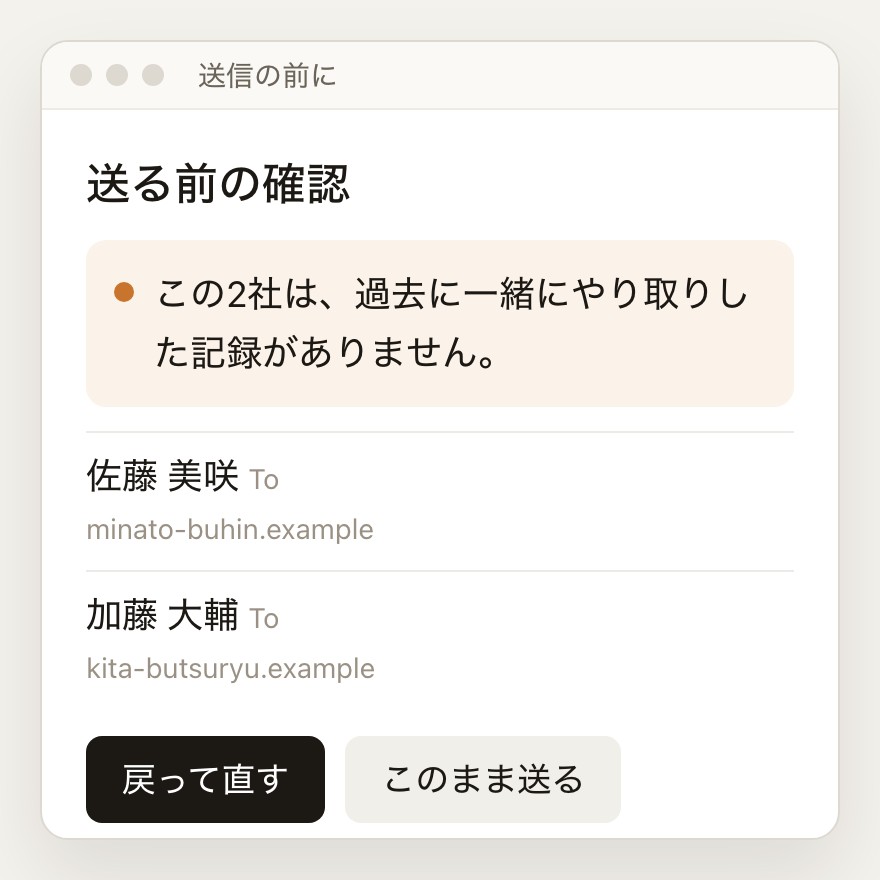 送信の前に
送る前の確認
この2社は、過去に一緒にやり取りし
た記録がありません。
佐藤 美咲 To
minato-buhin.example
加藤 大輔 To
kita-butsuryu.example
戻って直す
このまま送る